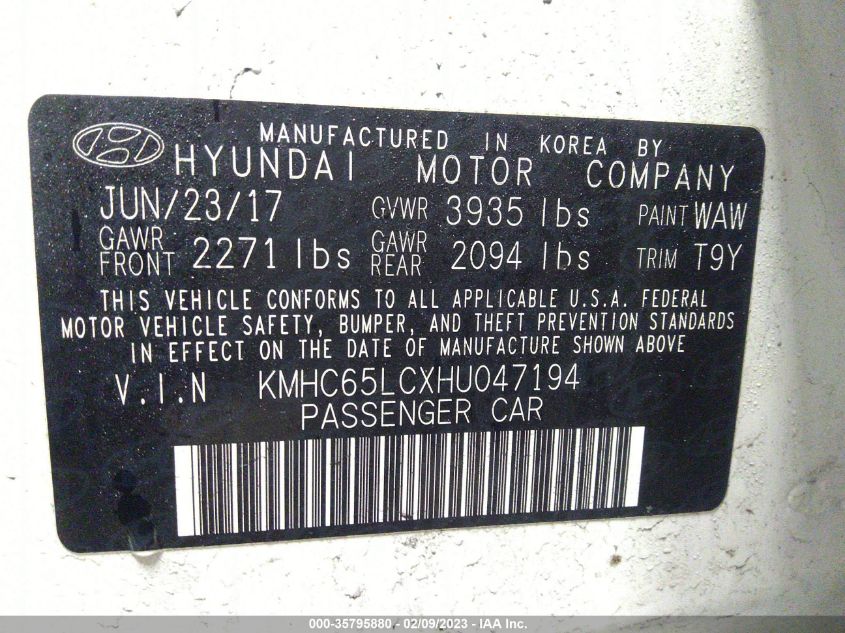 MANUFACTURED IN KOREA BY
HYUNDAI MOTOR COMPANY
JUN/23/17 GVWR 3935 lbs PAINT WAW
GAWR FRONT 2271 lbs GAWR REAR 2094 lbs TRIM T9Y
THIS VEHICLE CONFORMS TO ALL APPLICABLE U.S.A. FEDERAL
MOTOR VEHICLE SAFETY, BUMPER, AND THEFT PREVENTION STANDARDS
IN EFFECT ON THE DATE OF MANUFACTURE SHOWN ABOVE
V.I.N KMHC65LCXHU047194
PASSENGER CAR
000-35795880 - 02/09/2023 - IAA Inc.